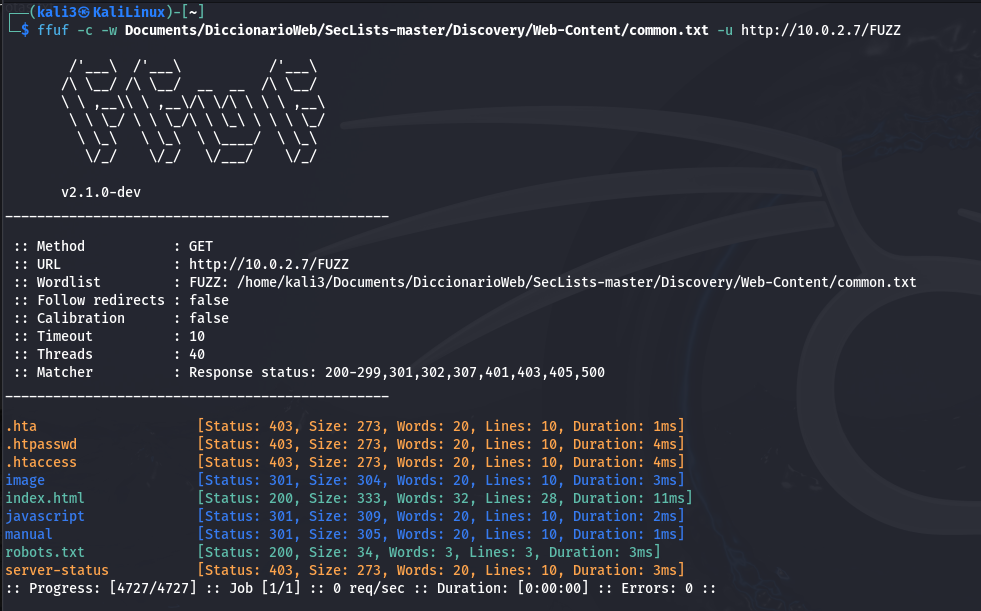 ┌──(kali3㉿KaliLinux)-[~]
└─$ ffuf -c -w Documents/DiccionarioWeb/SecLists-master/Discovery/Web-Content/common.txt -u http://10.0.2.7/FUZZ

        /'___\  /'___\           /'___\
       /\ \__/ /\ \__/  __  __  /\ \__/
       \ \ ,__\\ \ ,__\/\ \/\ \ \ \ ,__\
        \ \ \_/ \ \ \_/\ \ \_\ \ \ \ \_/
         \ \_\   \ \_\  \ \____/  \ \_\
          \/_/    \/_/   \/___/    \/_/

       v2.1.0-dev
________________________________________________

 :: Method           : GET
 :: URL              : http://10.0.2.7/FUZZ
 :: Wordlist         : FUZZ: /home/kali3/Documents/DiccionarioWeb/SecLists-master/Discovery/Web-Content/common.txt
 :: Follow redirects : false
 :: Calibration      : false
 :: Timeout          : 10
 :: Threads          : 40
 :: Matcher          : Response status: 200-299,301,302,307,401,403,405,500
________________________________________________

.hta                    [Status: 403, Size: 273, Words: 20, Lines: 10, Duration: 1ms]
.htpasswd               [Status: 403, Size: 273, Words: 20, Lines: 10, Duration: 4ms]
.htaccess               [Status: 403, Size: 273, Words: 20, Lines: 10, Duration: 4ms]
image                   [Status: 301, Size: 304, Words: 20, Lines: 10, Duration: 3ms]
index.html              [Status: 200, Size: 333, Words: 32, Lines: 28, Duration: 11ms]
javascript              [Status: 301, Size: 309, Words: 20, Lines: 10, Duration: 2ms]
manual                  [Status: 301, Size: 305, Words: 20, Lines: 10, Duration: 1ms]
robots.txt              [Status: 200, Size: 34, Words: 3, Lines: 3, Duration: 3ms]
server-status           [Status: 403, Size: 273, Words: 20, Lines: 10, Duration: 3ms]
:: Progress: [4727/4727] :: Job [1/1] :: 0 req/sec :: Duration: [0:00:00] :: Errors: 0 ::